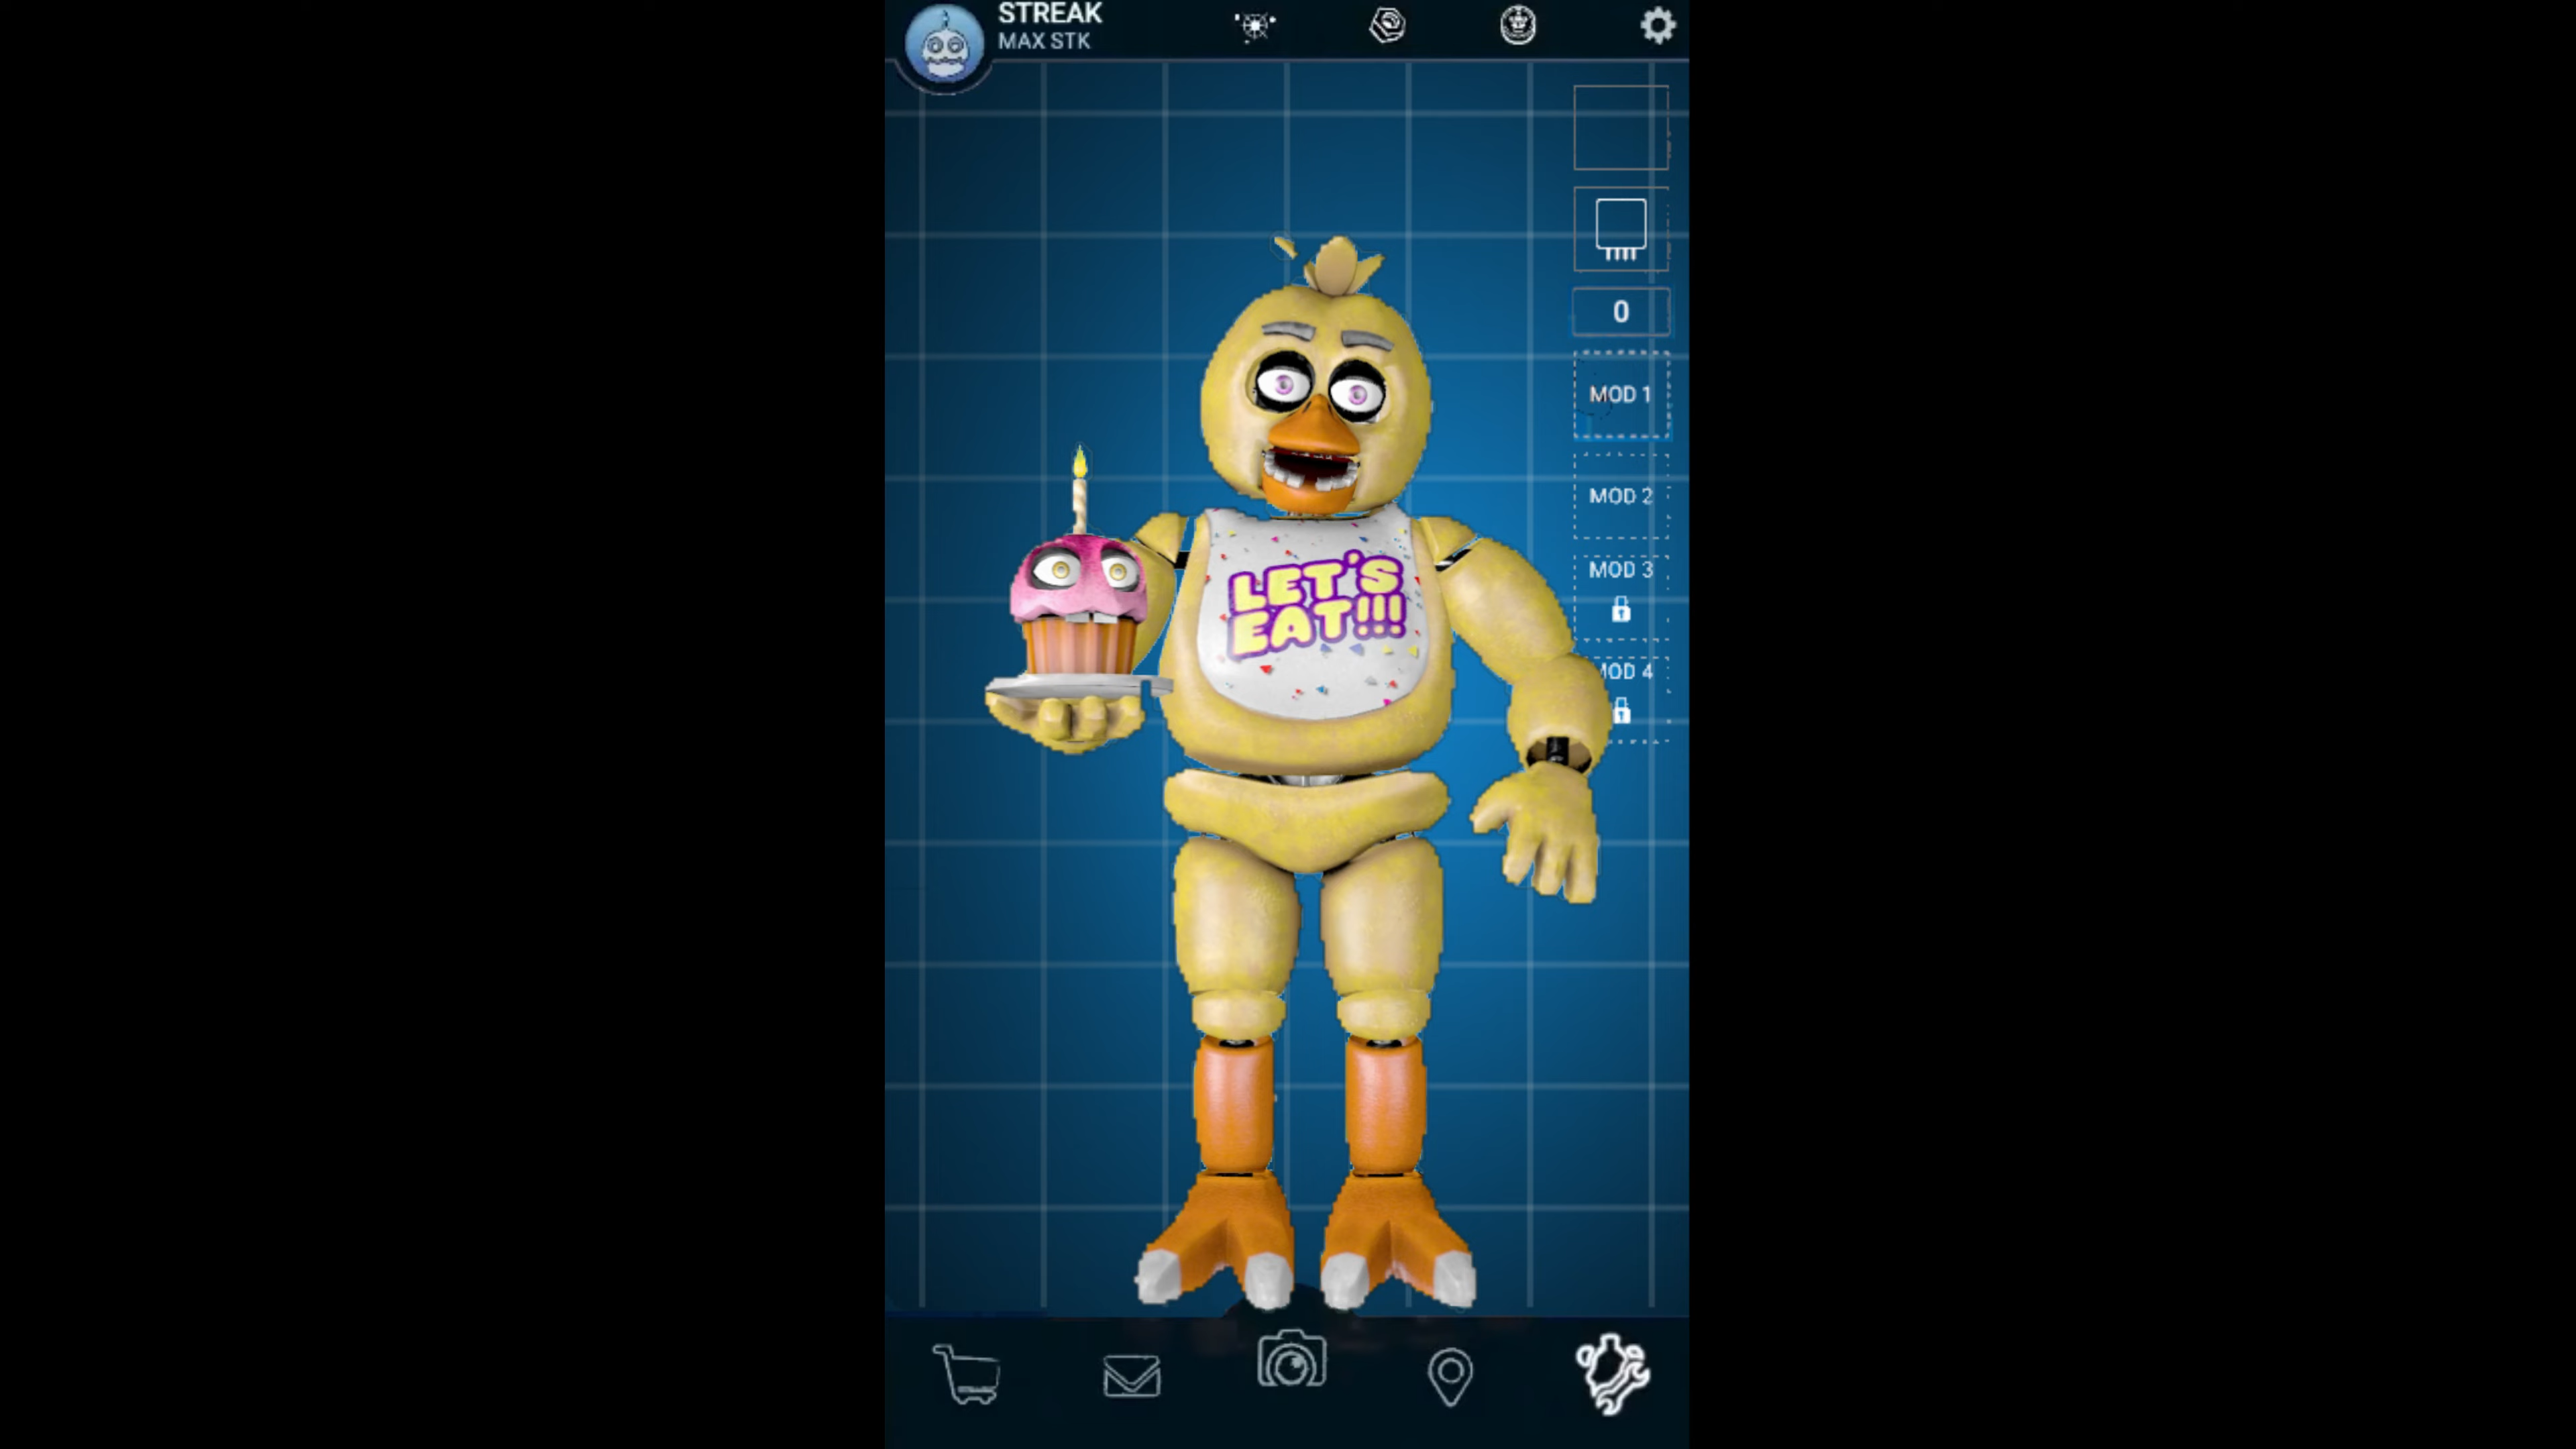 STREAK
MAX STK
0
MOD 1
MOD 2
MOD 3
MOD 4
LET'S
EAT!!!